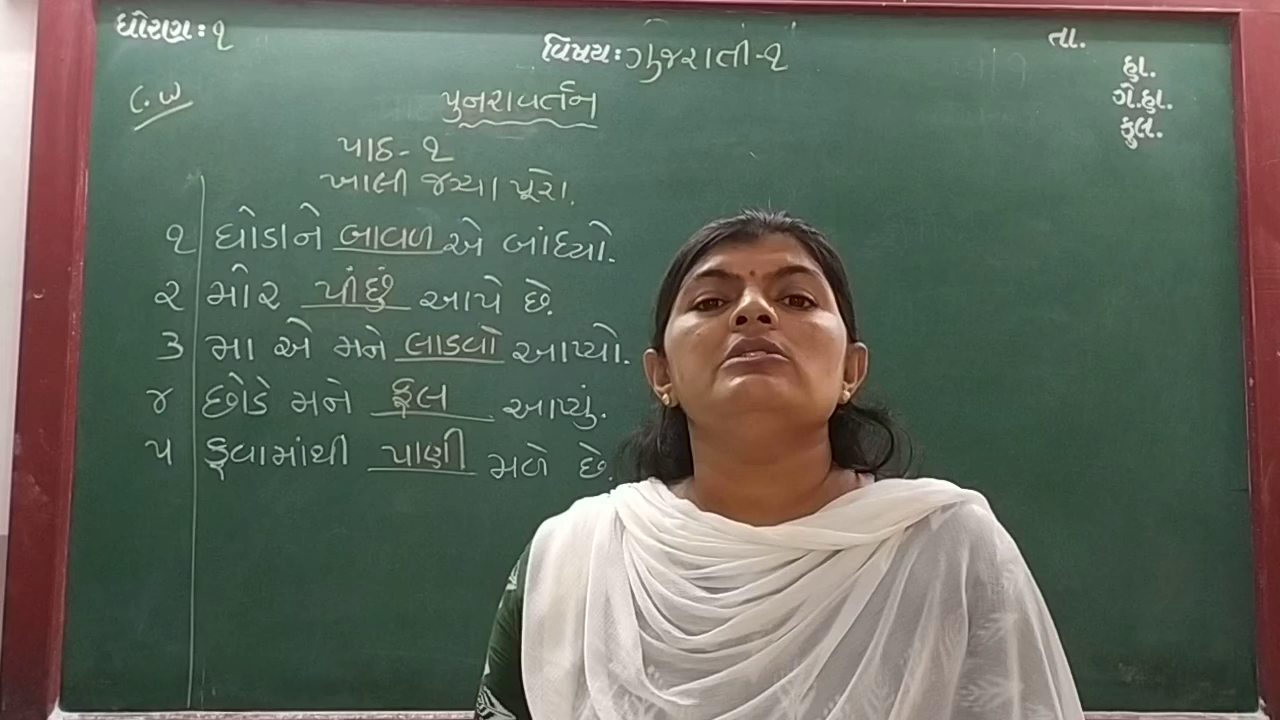 ધોરણ: ૧
વિષય: ગુજરાતી-૧
તા.
હા.
ગે.હા.
કુલ.
C.W
પુનરાવર્તન
પાઠ-૧
ખાલી જગ્યા પૂરો.
૧ ઘોડાને બાવળ એ બાંધ્યો.
૨ મોર પીંછું આપે છે.
૩ મા એ મને લાડવો આપ્યો.
૪ છોડે મને ફૂલ આપ્યું.
૫ કૂવામાંથી પાણી મળે છે.